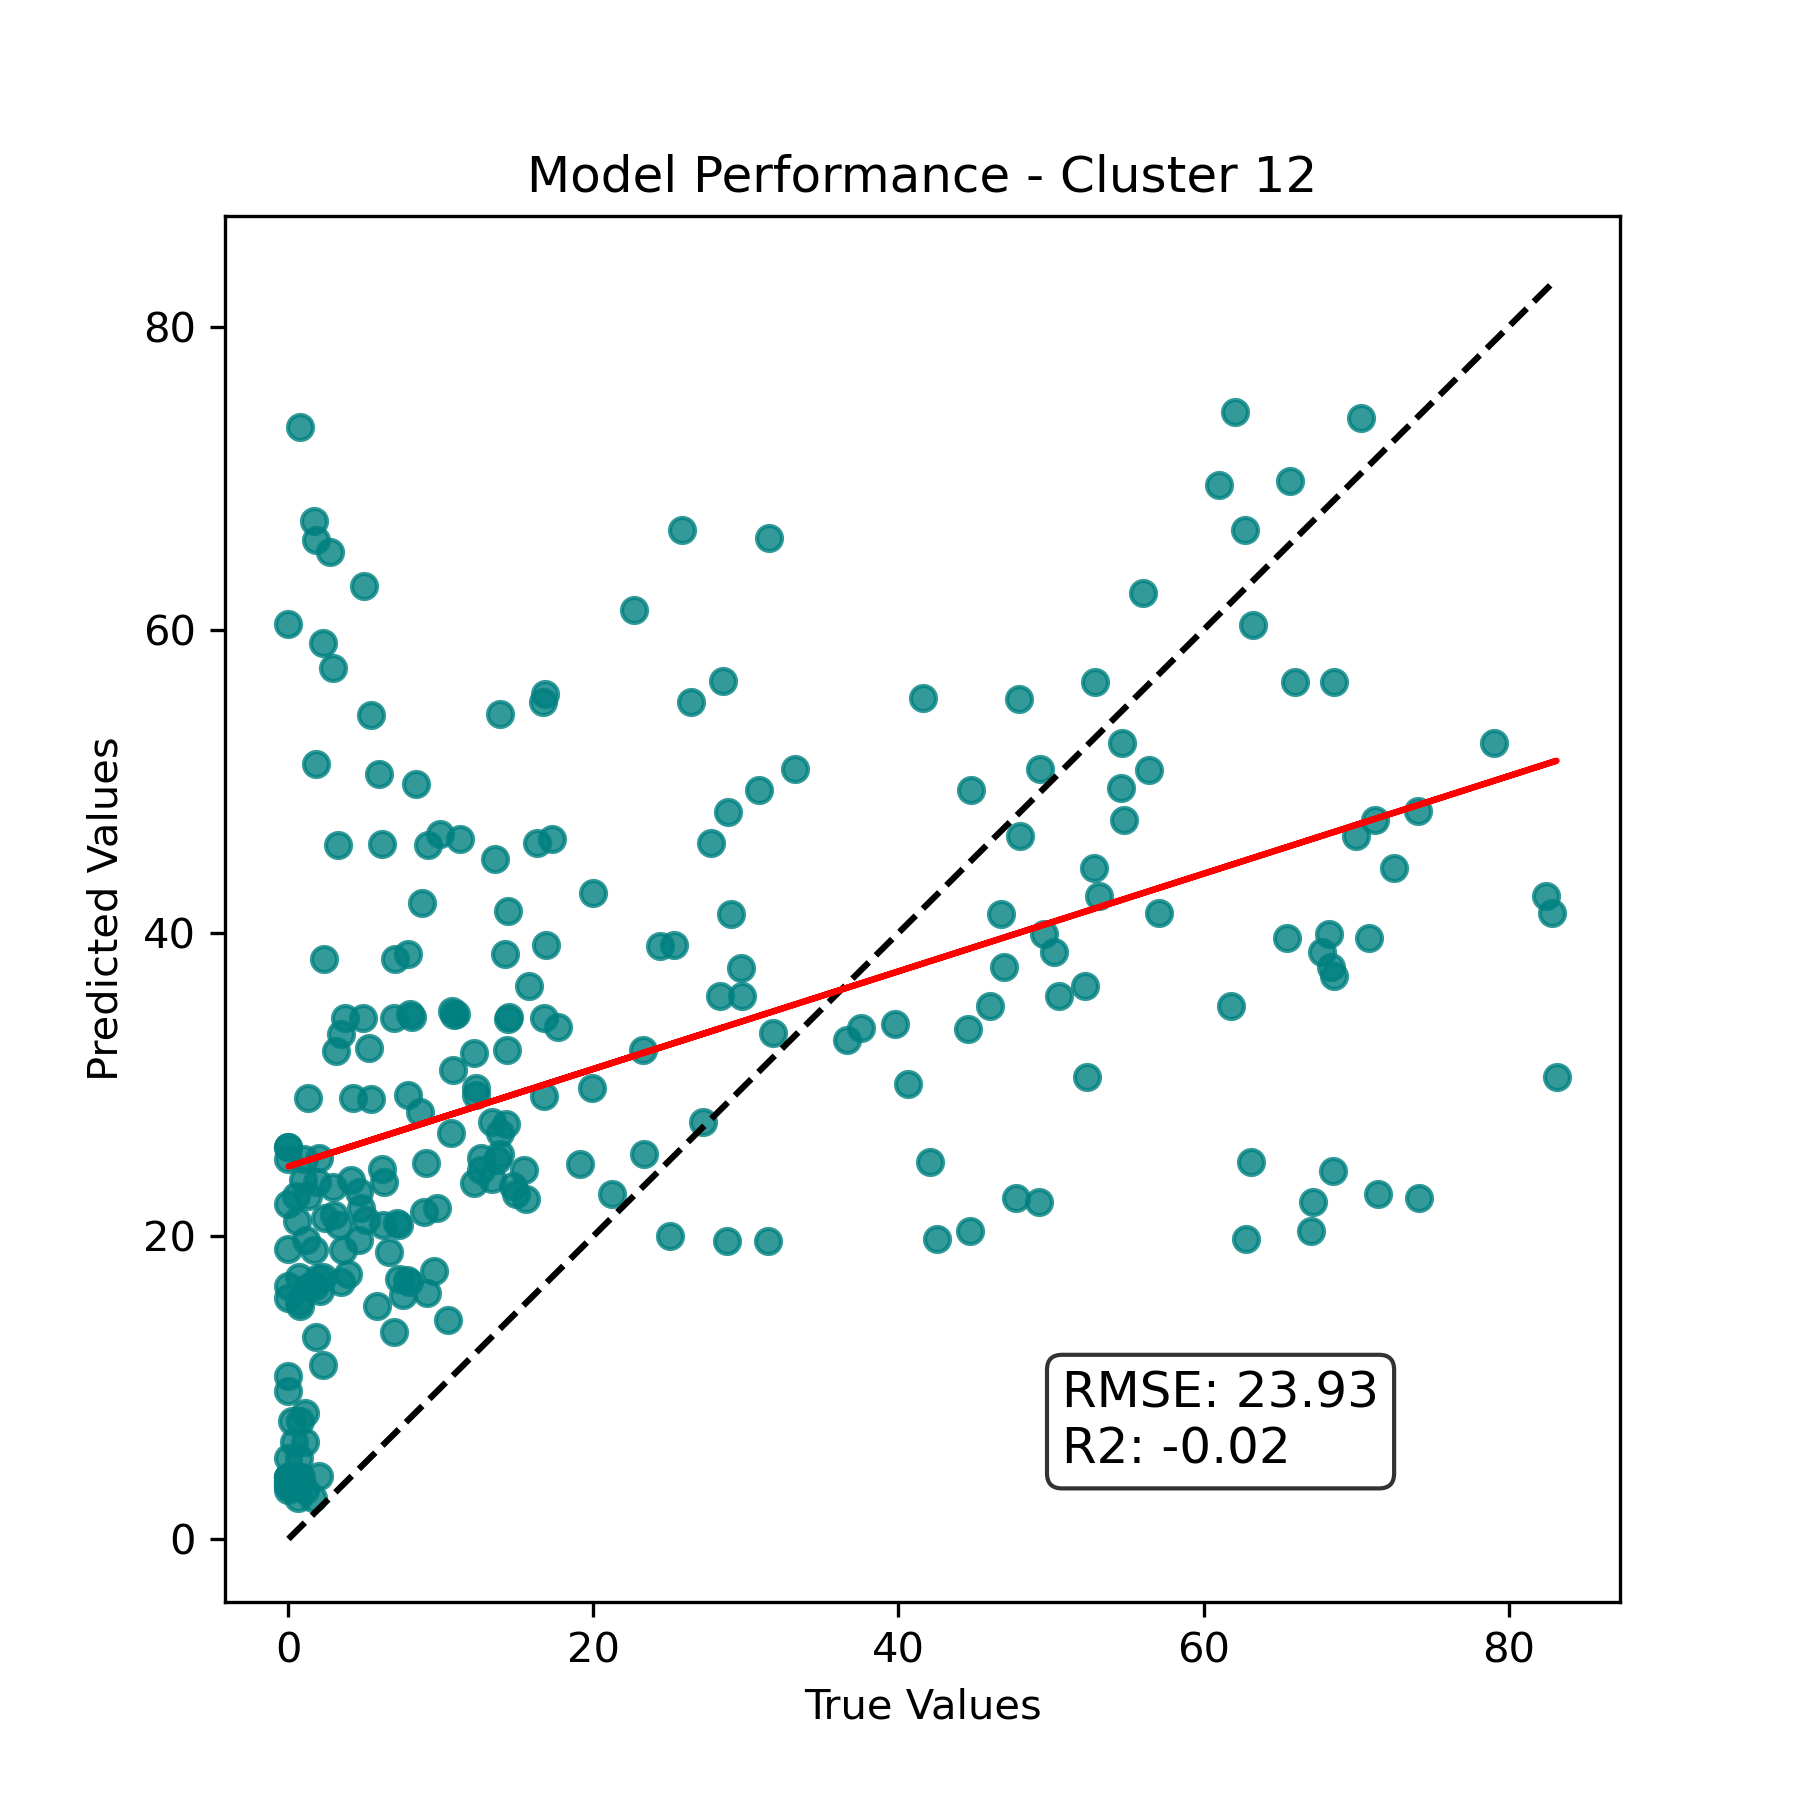 Model Performance - Cluster 12
Predicted Values
80
60
40
20
0
RMSE: 23.93
R2: -0.02
0 20 40 60 80
True Values